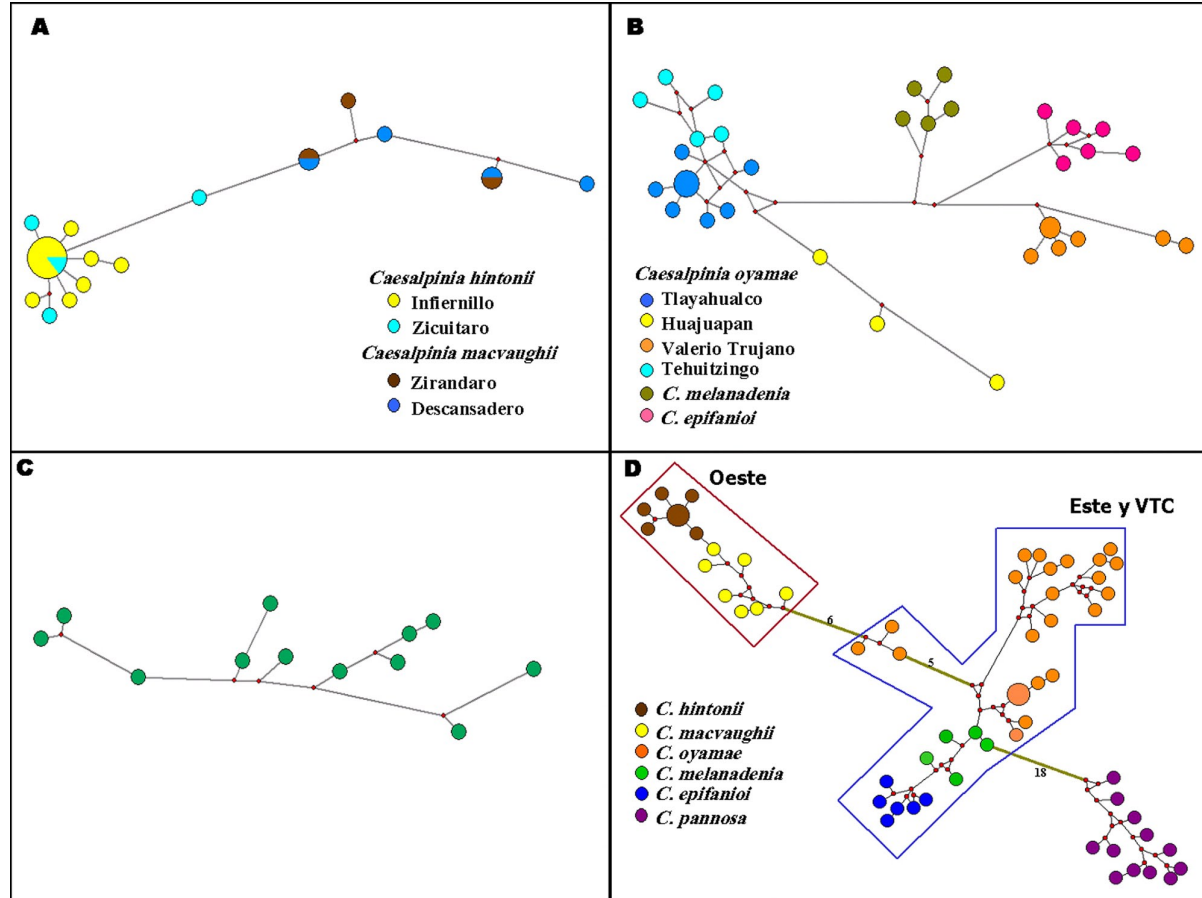 A
Caesalpinia hintonii
Infiernillo
Zicuitaro
Caesalpinia macvaughii
Zirandaro
Descansadero
B
Caesalpinia oyamae
Tlayahualco
Huajuapan
Valerio Trujano
Tehuitzingo
C. melanadenia
C. epifanioi
C
D
Oeste
Este y VTC
6
5
18
C. hintonii
C. macvaughii
C. oyamae
C. melanadenia
C. epifanioi
C. pannosa